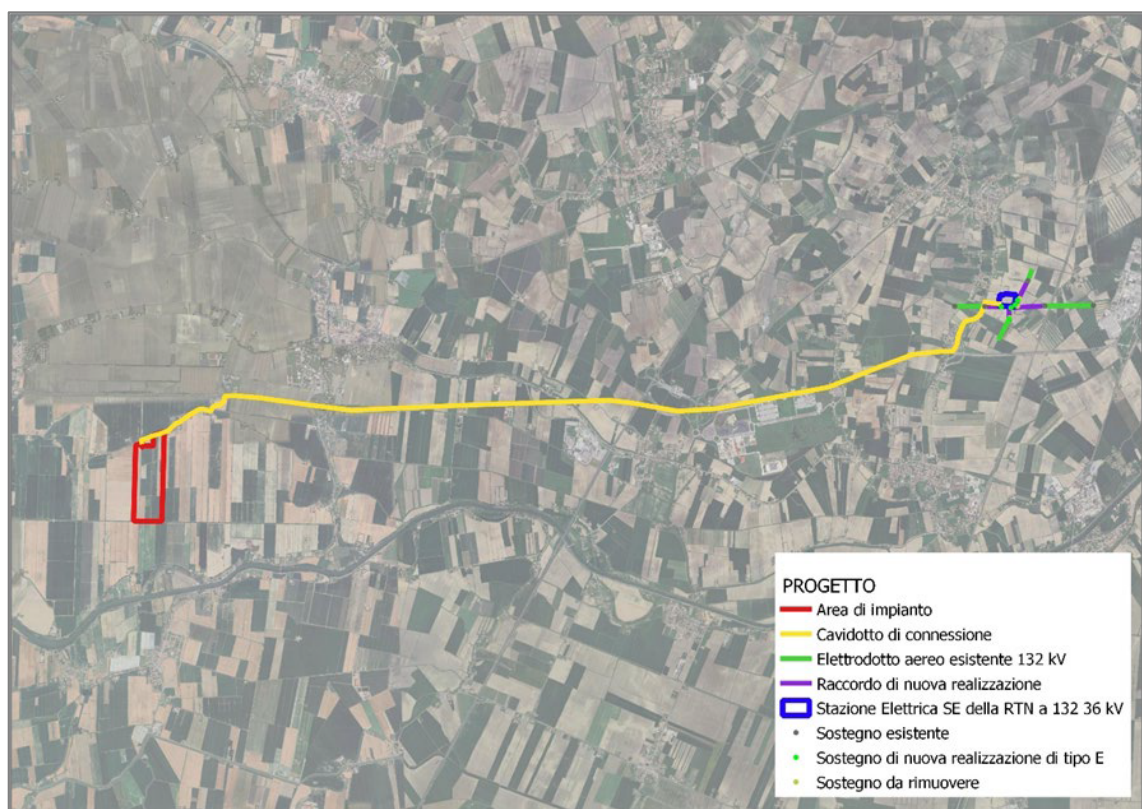 PROGETTO
Area di impianto
Cavidotto di connessione
Elettrodotto aereo esistente 132 kV
Raccordo di nuova realizzazione
Stazione Elettrica SE della RTN a 132 36 kV
Sostegno esistente
Sostegno di nuova realizzazione di tipo E
Sostegno da rimuovere